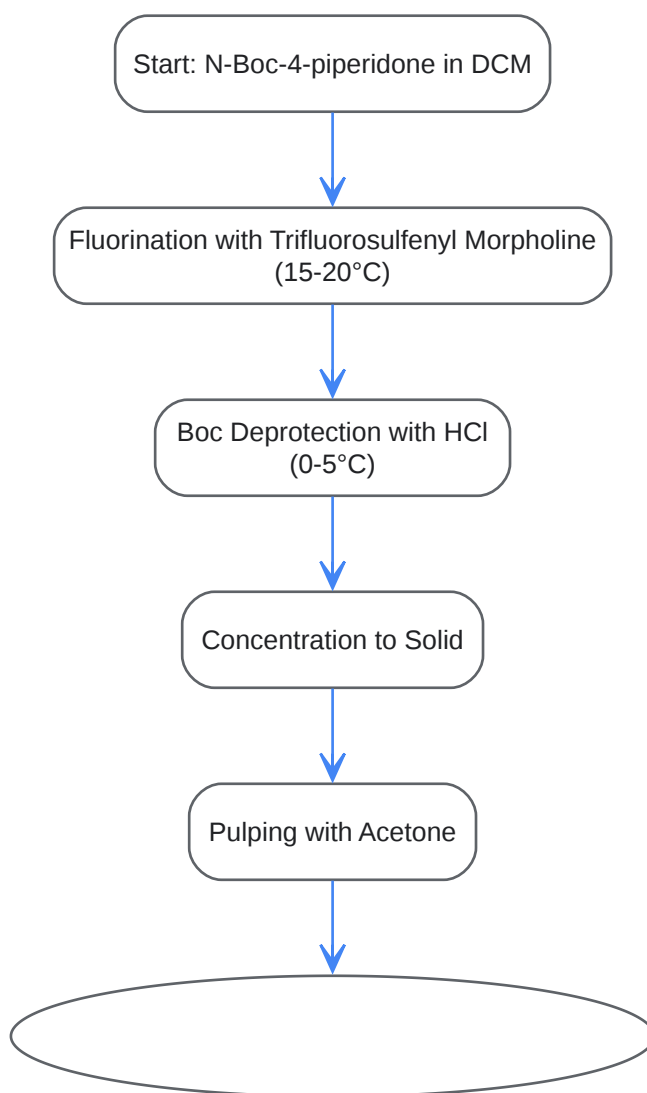 Start: N-Boc-4-piperidone in DCM
Fluorination with Trifluorosulfenyl Morpholine
(15-20°C)
Boc Deprotection with HCl
(0-5°C)
Concentration to Solid
Pulping with Acetone